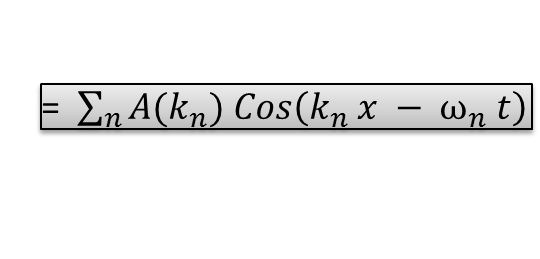 = ∑ₙ A(kₙ) Cos(kₙ x − ωₙ t)